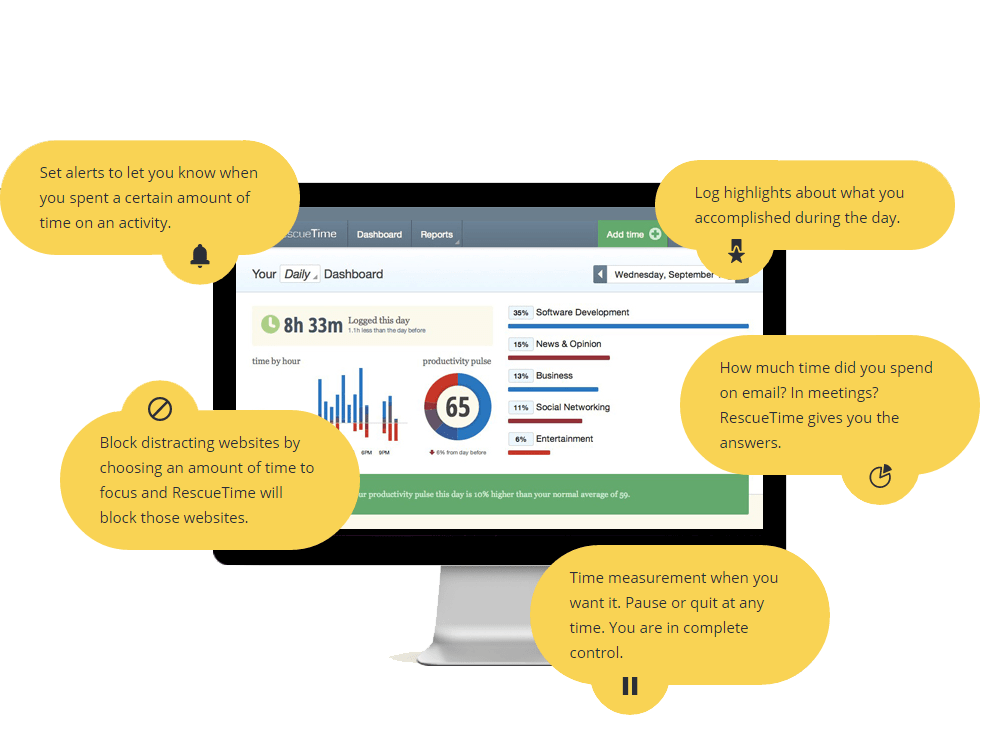 Set alerts to let you know when
you spent a certain amount of
time on an activity.
Log highlights about what you
accomplished during the day.
scueTime
Dashboard
Reports
Add time
Your Daily Dashboard
Wednesday, September
8h 33m
Logged this day
1.1h less than the day before
time by hour
productivity pulse
65
6PM 9PM
6% from day before
35% Software Development
15% News & Opinion
13% Business
11% Social Networking
6% Entertainment
How much time did you spend
on email? In meetings?
RescueTime gives you the
answers.
Block distracting websites by
choosing an amount of time to
focus and RescueTime will
block those websites.
ur productivity pulse this day is 10% higher than your normal average of 59.
Time measurement when you
want it. Pause or quit at any
time. You are in complete
control.